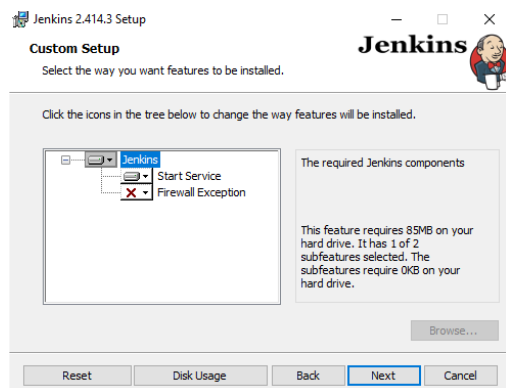 Jenkins 2.414.3 Setup
Custom Setup
Jenkins
Select the way you want features to be installed.
Click the icons in the tree below to change the way features will be installed.
Jenkins
Start Service
Firewall Exception
The required Jenkins components
This feature requires 85MB on your
hard drive. It has 1 of 2
subfeatures selected. The
subfeatures require 0KB on your
hard drive.
Browse...
Reset
Disk Usage
Back
Next
Cancel